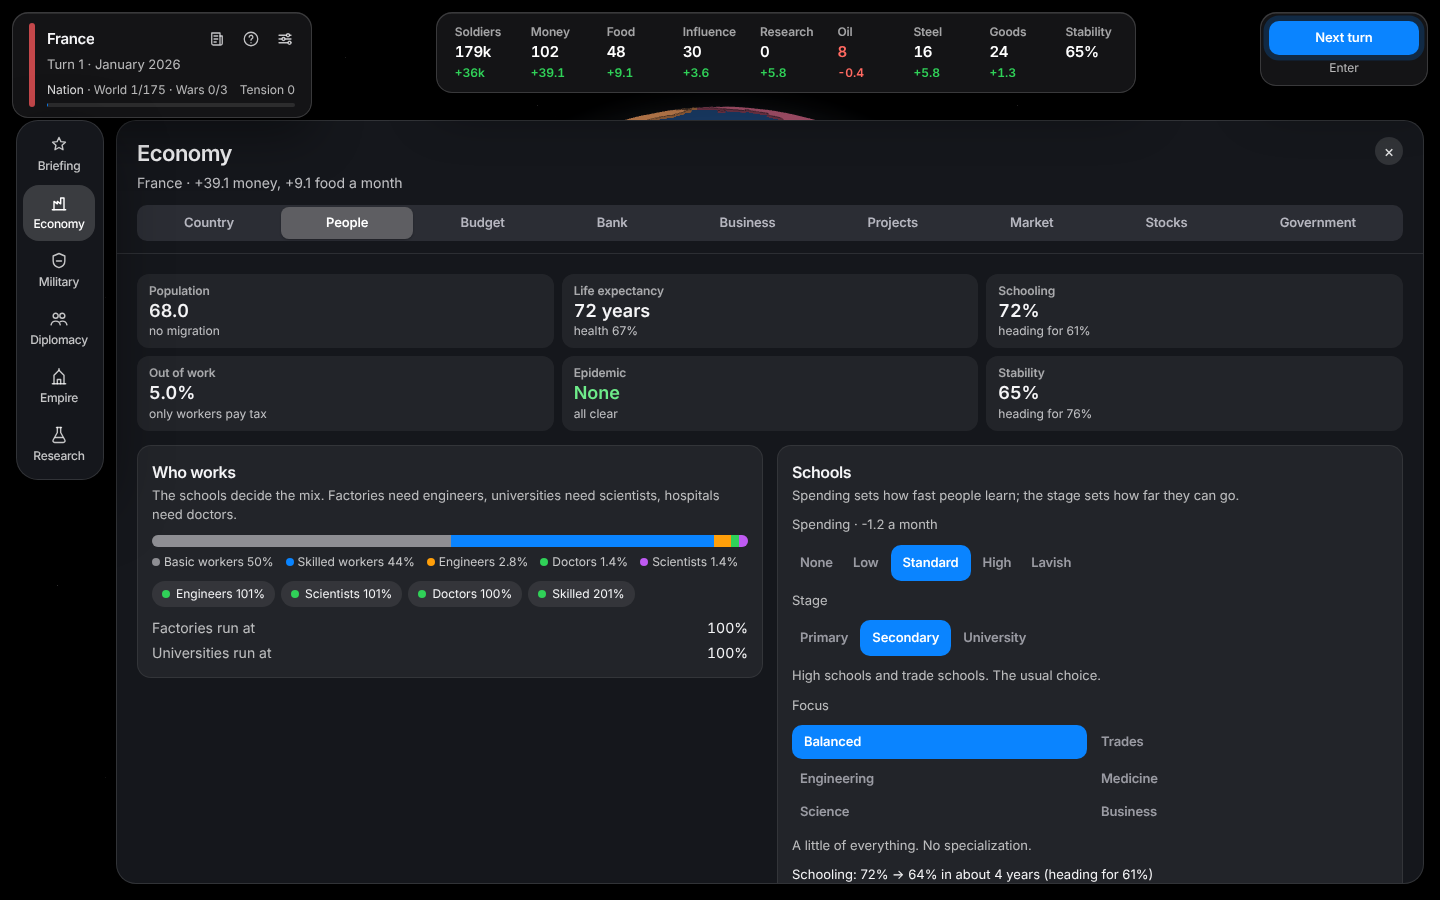 France
Turn 1 · January 2026
Nation · World 1/175 · Wars 0/3 Tension 0
Soldiers Money Food Influence Research Oil Steel Goods Stability
179k 102 48 30 0 8 16 24 65%
+36k +39.1 +9.1 +3.6 +5.8 -0.4 +5.8 +1.3
Next turn
Enter
Briefing
Economy
Military
Diplomacy
Empire
Research
Economy
×
France · +39.1 money, +9.1 food a month
Country People Budget Bank Business Projects Market Stocks Government
Population
68.0
no migration
Life expectancy
72 years
health 67%
Schooling
72%
heading for 61%
Out of work
5.0%
only workers pay tax
Epidemic
None
all clear
Stability
65%
heading for 76%
Who works
The schools decide the mix. Factories need engineers, universities need scientists, hospitals
need doctors.
Basic workers 50% Skilled workers 44% Engineers 2.8% Doctors 1.4% Scientists 1.4%
Engineers 101% Scientists 101% Doctors 100% Skilled 201%
Factories run at 100%
Universities run at 100%
Schools
Spending sets how fast people learn; the stage sets how far they can go.
Spending · -1.2 a month
None Low Standard High Lavish
Stage
Primary Secondary University
High schools and trade schools. The usual choice.
Focus
Balanced Trades
Engineering Medicine
Science Business
A little of everything. No specialization.
Schooling: 72% → 64% in about 4 years (heading for 61%)